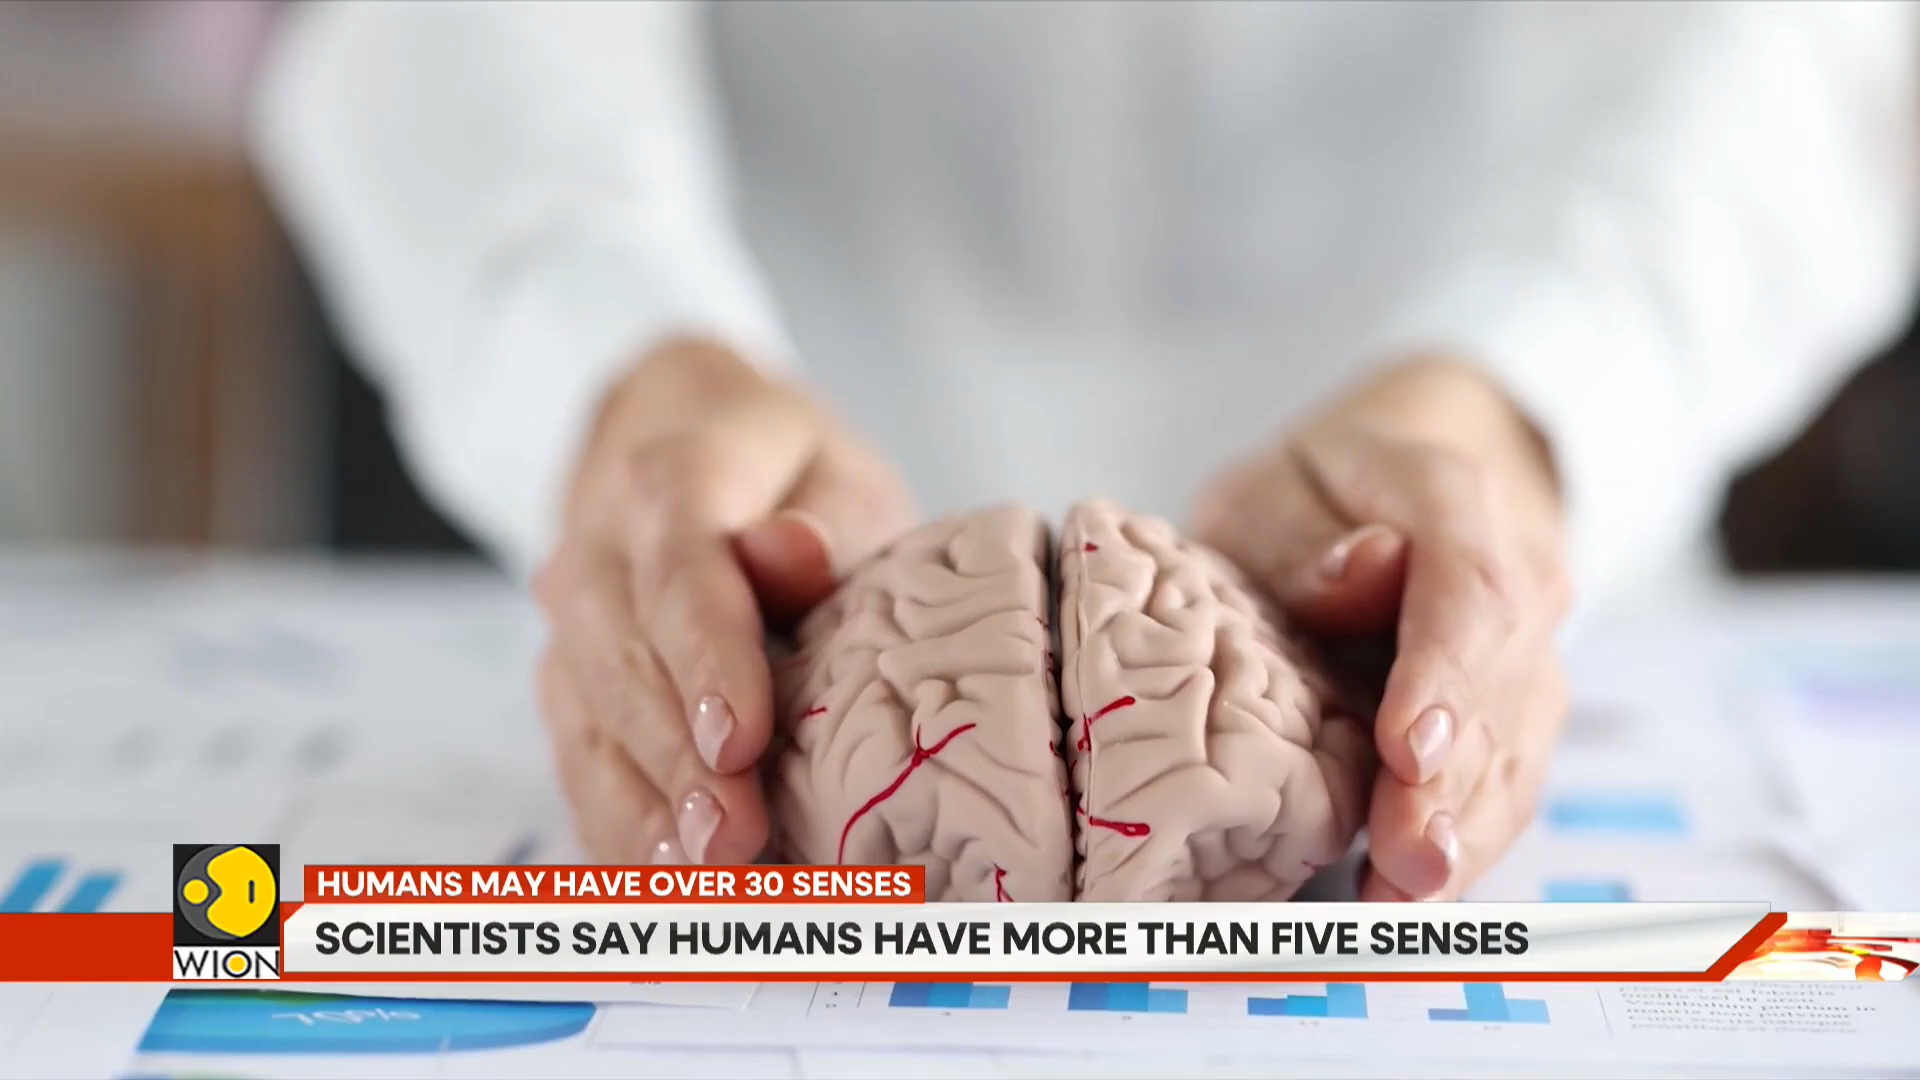 HUMANS MAY HAVE OVER 30 SENSES
SCIENTISTS SAY HUMANS HAVE MORE THAN FIVE SENSES
WION